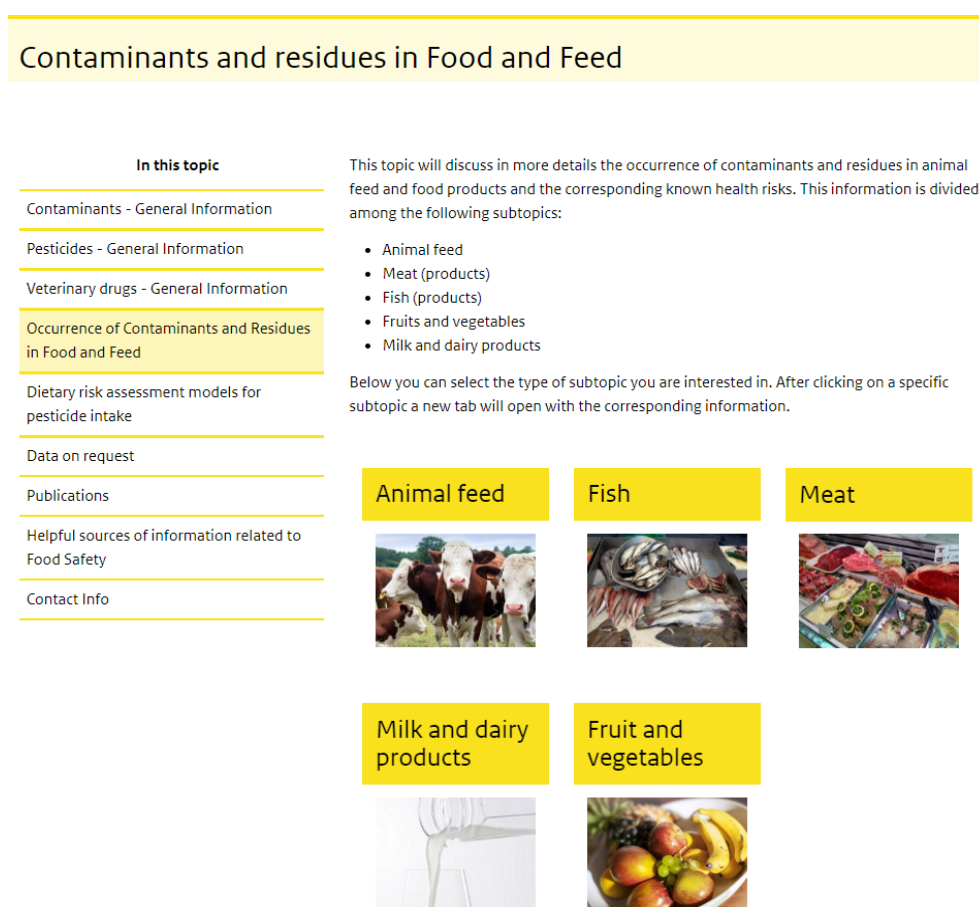 Contaminants and residues in Food and Feed
In this topic
Contaminants - General Information
Pesticides - General Information
Veterinary drugs - General Information
Occurrence of Contaminants and Residues
in Food and Feed
Dietary risk assessment models for
pesticide intake
Data on request
Publications
Helpful sources of information related to
Food Safety
Contact Info
This topic will discuss in more details the occurrence of contaminants and residues in animal
feed and food products and the corresponding known health risks. This information is divided
among the following subtopics:
• Animal feed
• Meat (products)
• Fish (products)
• Fruits and vegetables
• Milk and dairy products
Below you can select the type of subtopic you are interested in. After clicking on a specific
subtopic a new tab will open with the corresponding information.
Animal feed
Fish
Meat
Milk and dairy
products
Fruit and
vegetables